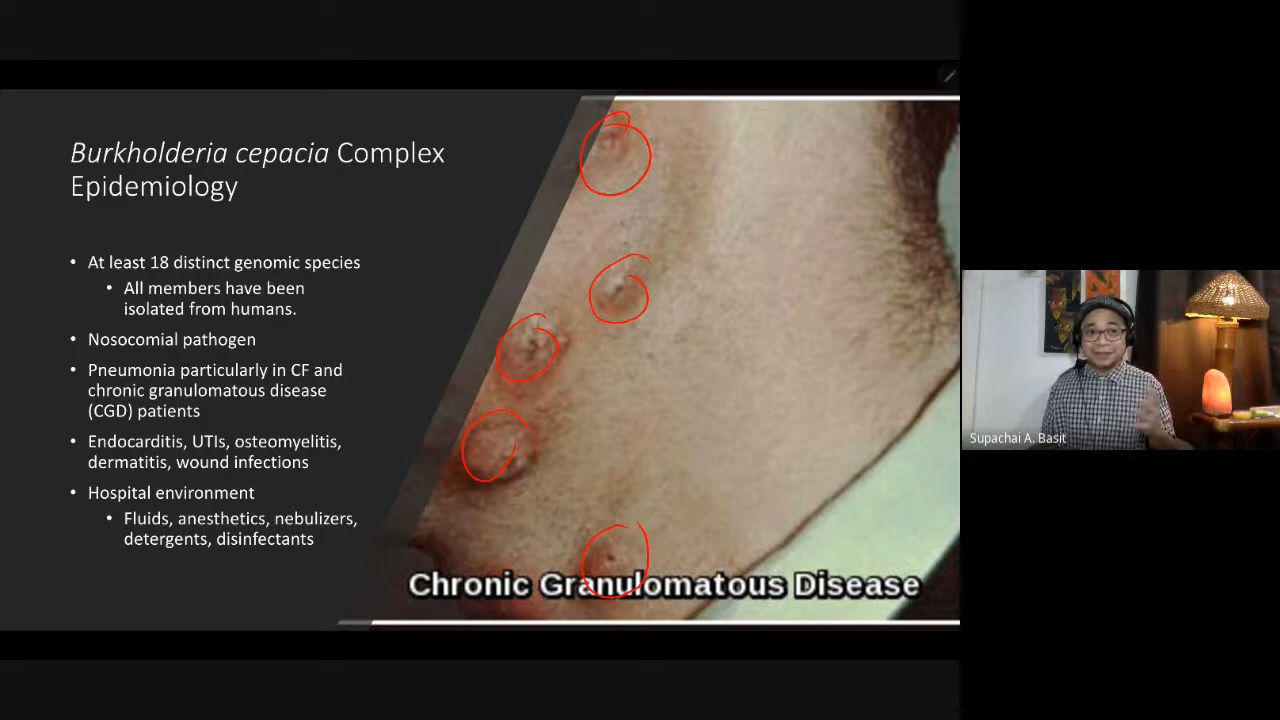 Burkholderia cepacia Complex
Epidemiology
• At least 18 distinct genomic species
• All members have been
isolated from humans.
• Nosocomial pathogen
• Pneumonia particularly in CF and
chronic granulomatous disease
(CGD) patients
• Endocarditis, UTIs, osteomyelitis,
dermatitis, wound infections
• Hospital environment
• Fluids, anesthetics, nebulizers,
detergents, disinfectants
Chronic Granulomatous Disease
Supachai A. Basit